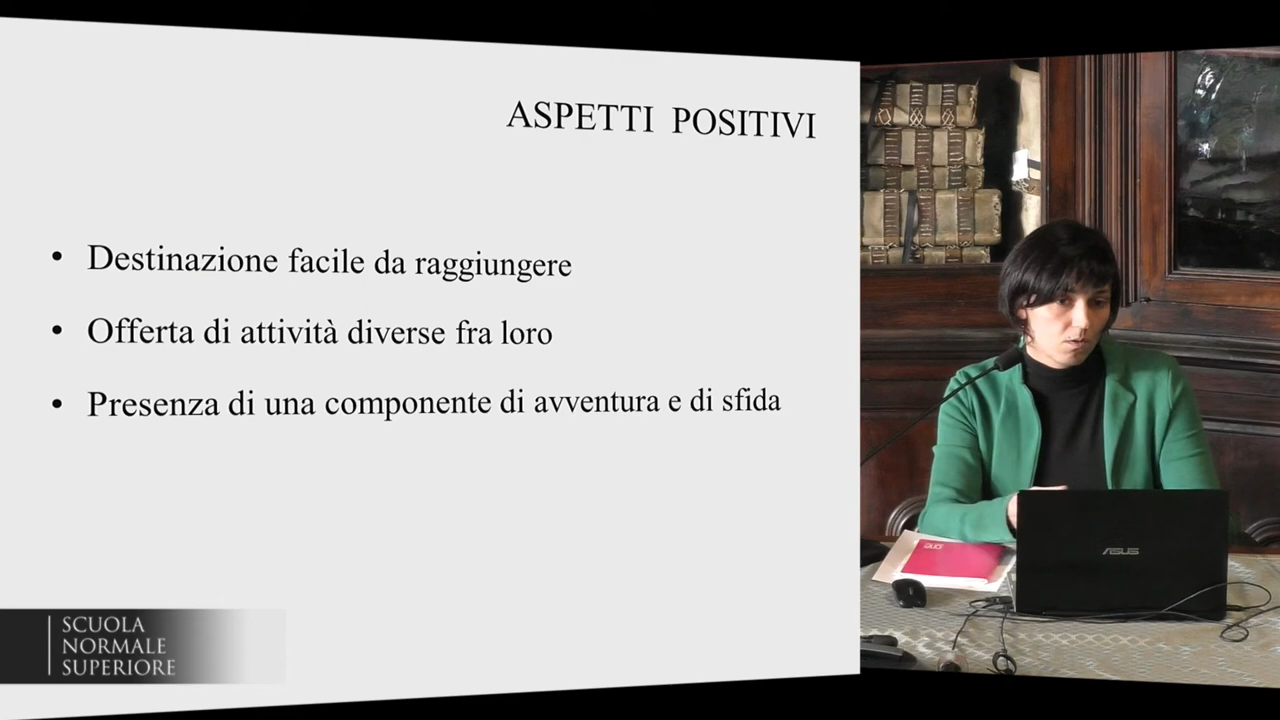 ASPETTI POSITIVI
• Destinazione facile da raggiungere
• Offerta di attività diverse fra loro
• Presenza di una componente di avventura e di sfida
SCUOLA
NORMALE
SUPERIORE
ASUS